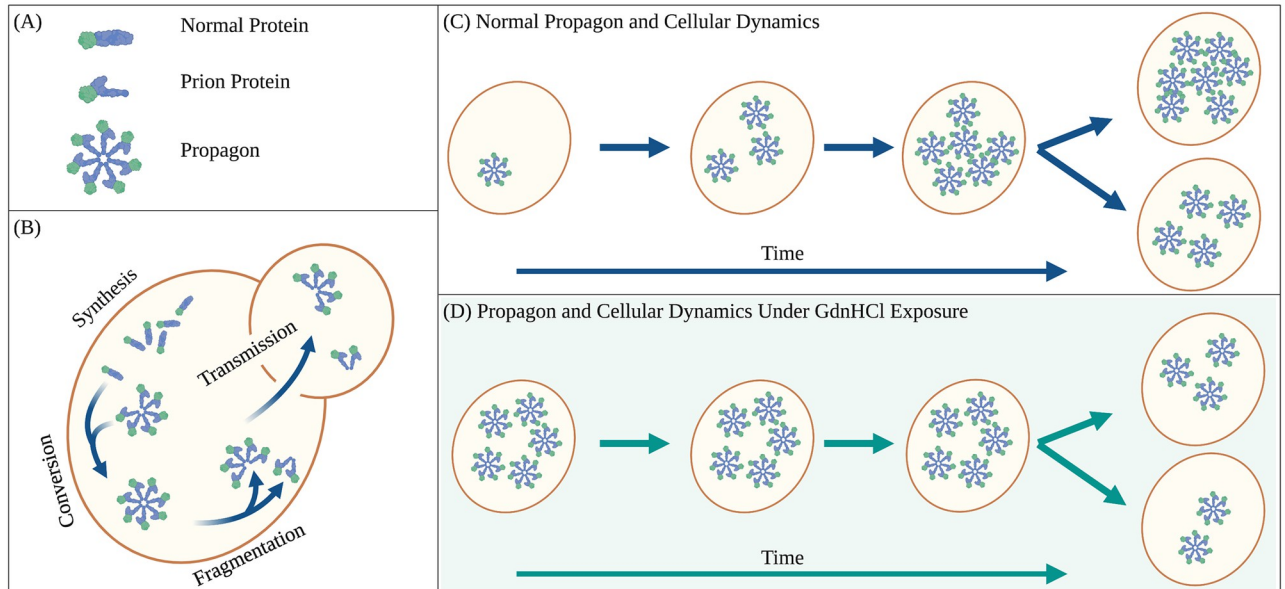 (A)
Normal Protein
Prion Protein
Propagon
(B)
Synthesis
Transmission
Conversion
Fragmentation
(C) Normal Propagon and Cellular Dynamics
Time
(D) Propagon and Cellular Dynamics Under GdnHCl Exposure
Time